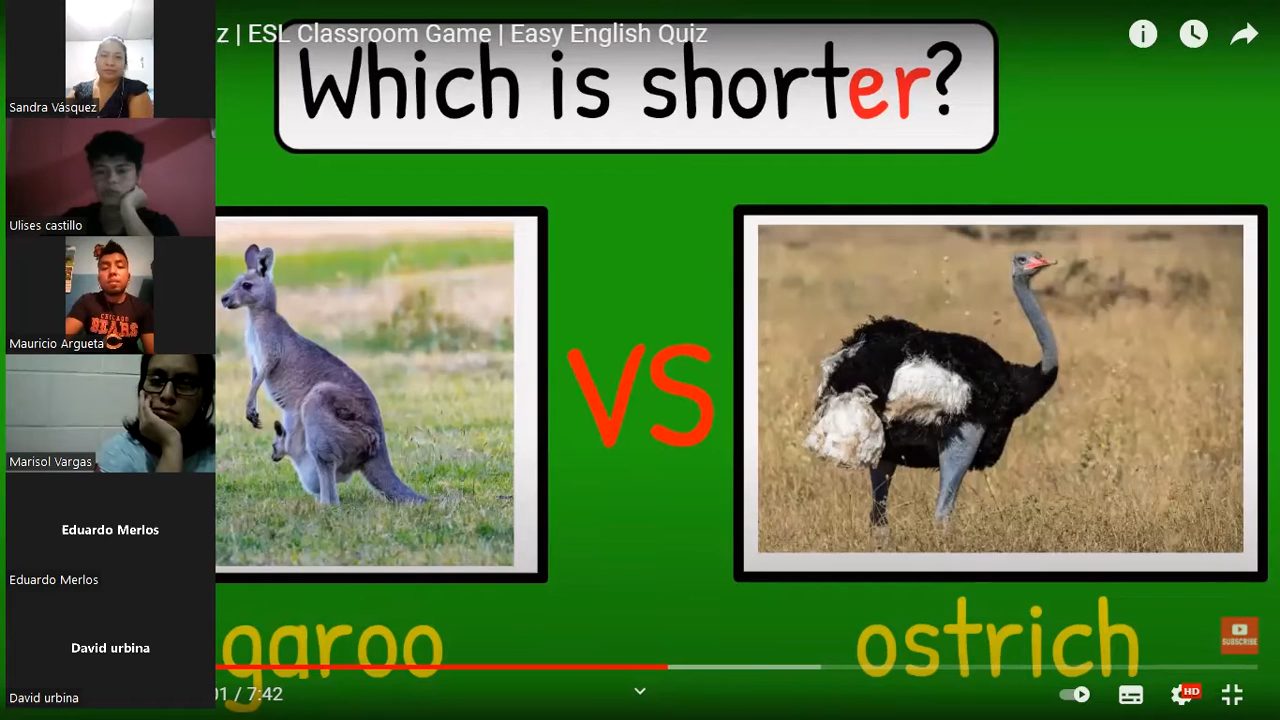 z | ESL Classroom Game | Easy English Quiz
Which is shorter?
Sandra Vásquez
Ulises castillo
Mauricio Argueta
CHICAGO
BEARS
Marisol Vargas
Eduardo Merlos
Eduardo Merlos
David urbina
David urbina
VS
garoo
ostrich
SUBSCRIBE
01 / 7:42
HD